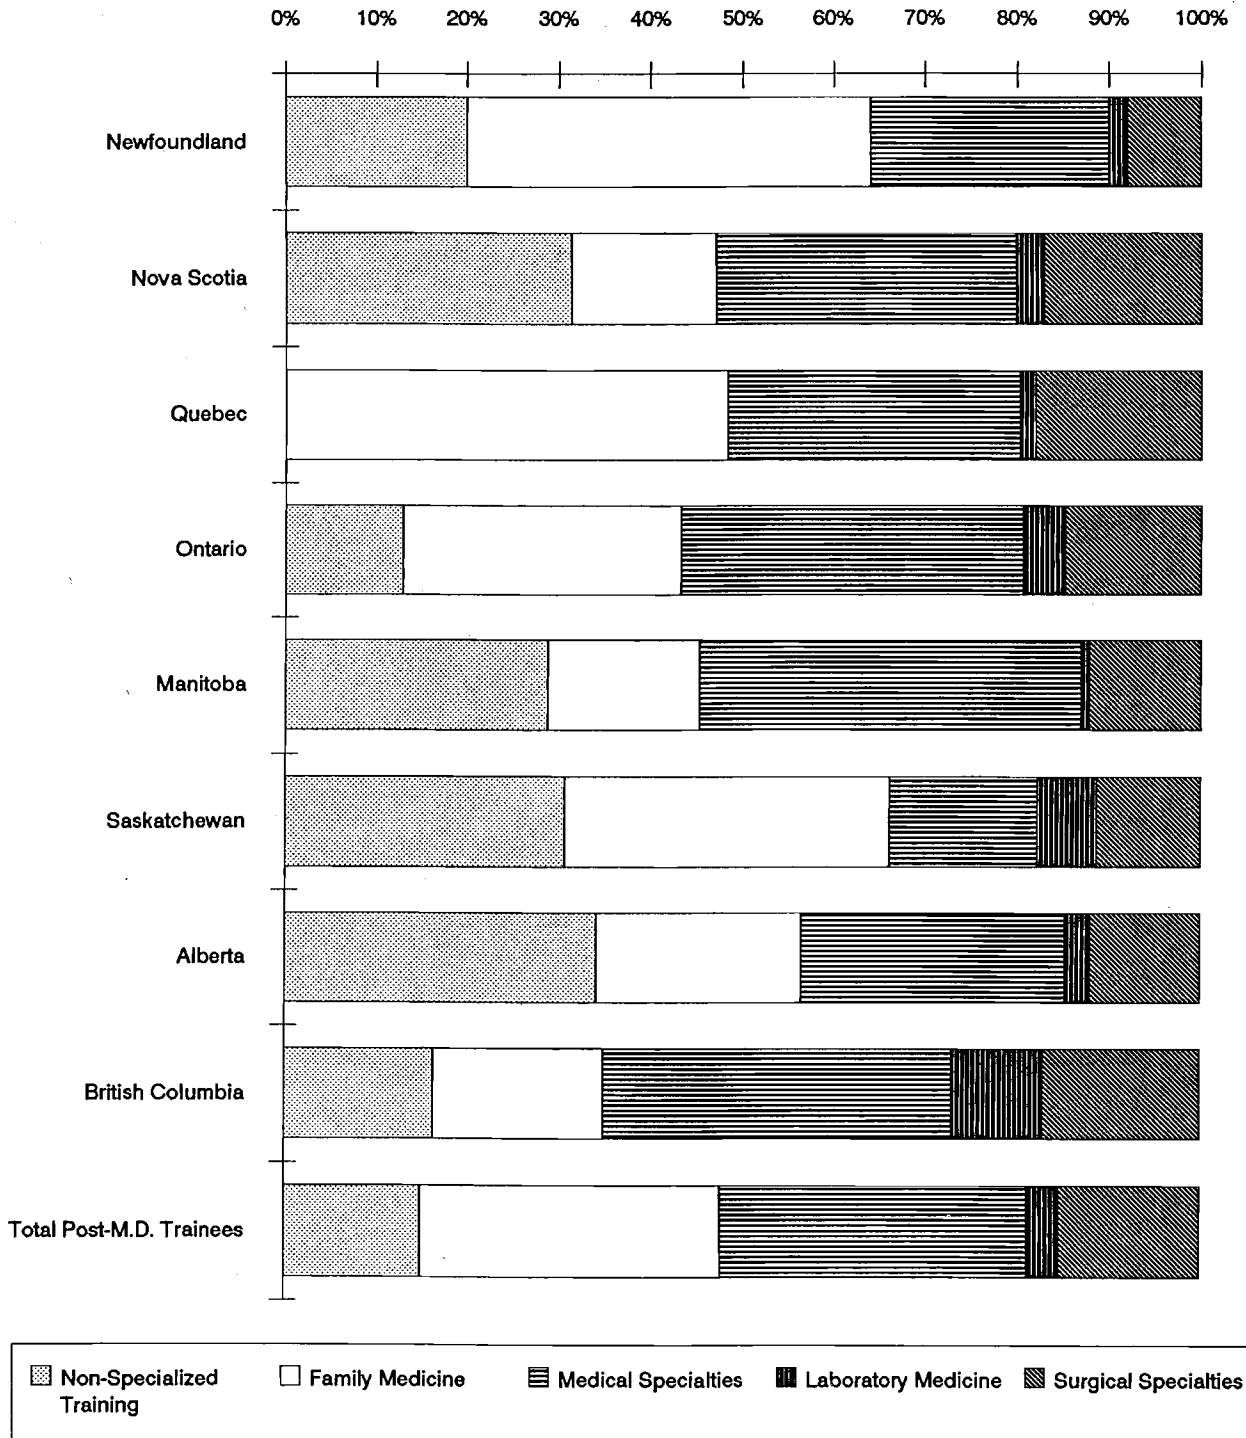 0% 10% 20% 30% 40% 50% 60% 70% 80% 90% 100%
Newfoundland
Nova Scotia
Quebec
Ontario
Manitoba
Saskatchewan
Alberta
British Columbia
Total Post-M.D. Trainees
Non-Specialized Family Medicine Medical Specialties Laboratory Medicine Surgical Specialties
Training